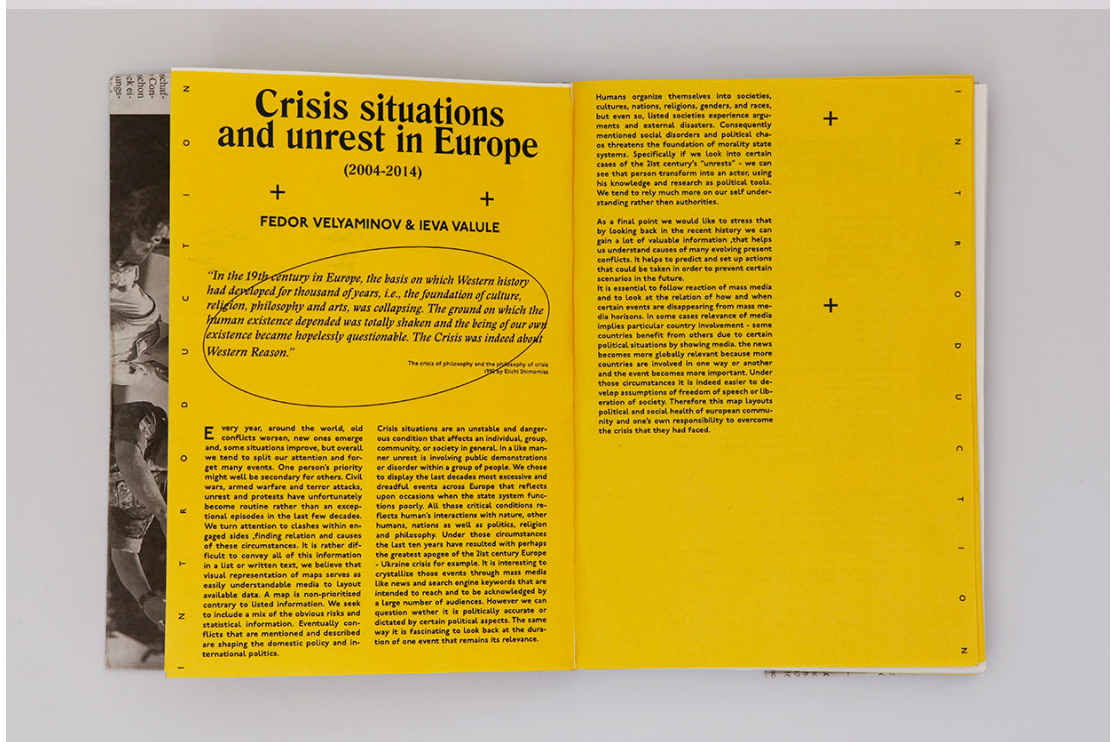 schaf-
Con-
schon
ck ei-
ungs-
INTRODUCTION
Crisis situations
and unrest in Europe
(2004-2014)
+ +
FEDOR VELYAMINOV & IEVA VALULE
“In the 19th century in Europe, the basis on which Western history
had developed for thousand of years, i.e., the foundation of culture,
religion, philosophy and arts, was collapsing. The ground on which the
human existence depended was totally shaken and the being of our own
existence became hopelessly questionable. The Crisis was indeed about
Western Reason.”
The crisis of philosophy and the philosophy of crisis
by Eiichi Shimomisse
Every year, around the world, old
conflicts worsen, new ones emerge
and, some situations improve, but overall
we tend to split our attention and for-
get many events. One person's priority
might well be secondary for others. Civil
wars, armed warfare and terror attacks,
unrest and protests have unfortunately
become routine rather than an excep-
tional episodes in the last few decades.
We turn attention to clashes within en-
gaged sides ,finding relation and causes
of these circumstances. It is rather dif-
ficult to convey all of this information
in a list or written text, we believe that
visual representation of maps serves as
easily understandable media to layout
available data. A map is non-prioritized
contrary to listed information. We seek
to include a mix of the obvious risks and
statistical information. Eventually con-
flicts that are mentioned and described
are shaping the domestic policy and in-
ternational politics.
Crisis situations are an unstable and danger-
ous condition that affects an individual, group,
community, or society in general. In a like man-
ner unrest is involving public demonstrations
or disorder within a group of people. We chose
to display the last decades most excessive and
dreadful events across Europe that reflects
upon occasions when the state system func-
tions poorly. All those critical conditions re-
flects human's interactions with nature, other
humans, nations as well as politics, religion
and philosophy. Under those circumstances
the last ten years have resulted with perhaps
the greatest apogee of the 21st century Europe
- Ukraine crisis for example. It is interesting to
crystallize those events through mass media
like news and search engine keywords that are
intended to reach and to be acknowledged by
a large number of audiences. However we can
question wether it is politically accurate or
dictated by certain political aspects. The same
way it is fascinating to look back at the dura-
tion of one event that remains its relevance.
Humans organize themselves into societies,
cultures, nations, religions, genders, and races,
but even so, listed societies experience argu-
ments and external disasters. Consequently
mentioned social disorders and political cha-
os threatens the foundation of morality state
systems. Specifically if we look into certain
cases of the 21st century's "unrests" - we can
see that person transform into an actor, using
his knowledge and research as political tools.
We tend to rely much more on our self under-
standing rather then authorities.
As a final point we would like to stress that
by looking back in the recent history we can
gain a lot of valuable information ,that helps
us understand causes of many evolving present
conflicts. It helps to predict and set up actions
that could be taken in order to prevent certain
scenarios in the future.
It is essential to follow reaction of mass media
and to look at the relation of how and when
certain events are disappearing from mass me-
dia horizons. In some cases relevance of media
implies particular country involvement - some
countries benefit from others due to certain
political situations by showing media. the news
becomes more globally relevant because more
countries are involved in one way or another
and the event becomes more important. Under
those circumstances it is indeed easier to de-
velop assumptions of freedom of speech or lib-
eration of society. Therefore this map layouts
political and social health of european commu-
nity and one's own responsibility to overcome
the crisis that they had faced.
+
+
INTRODUCTION